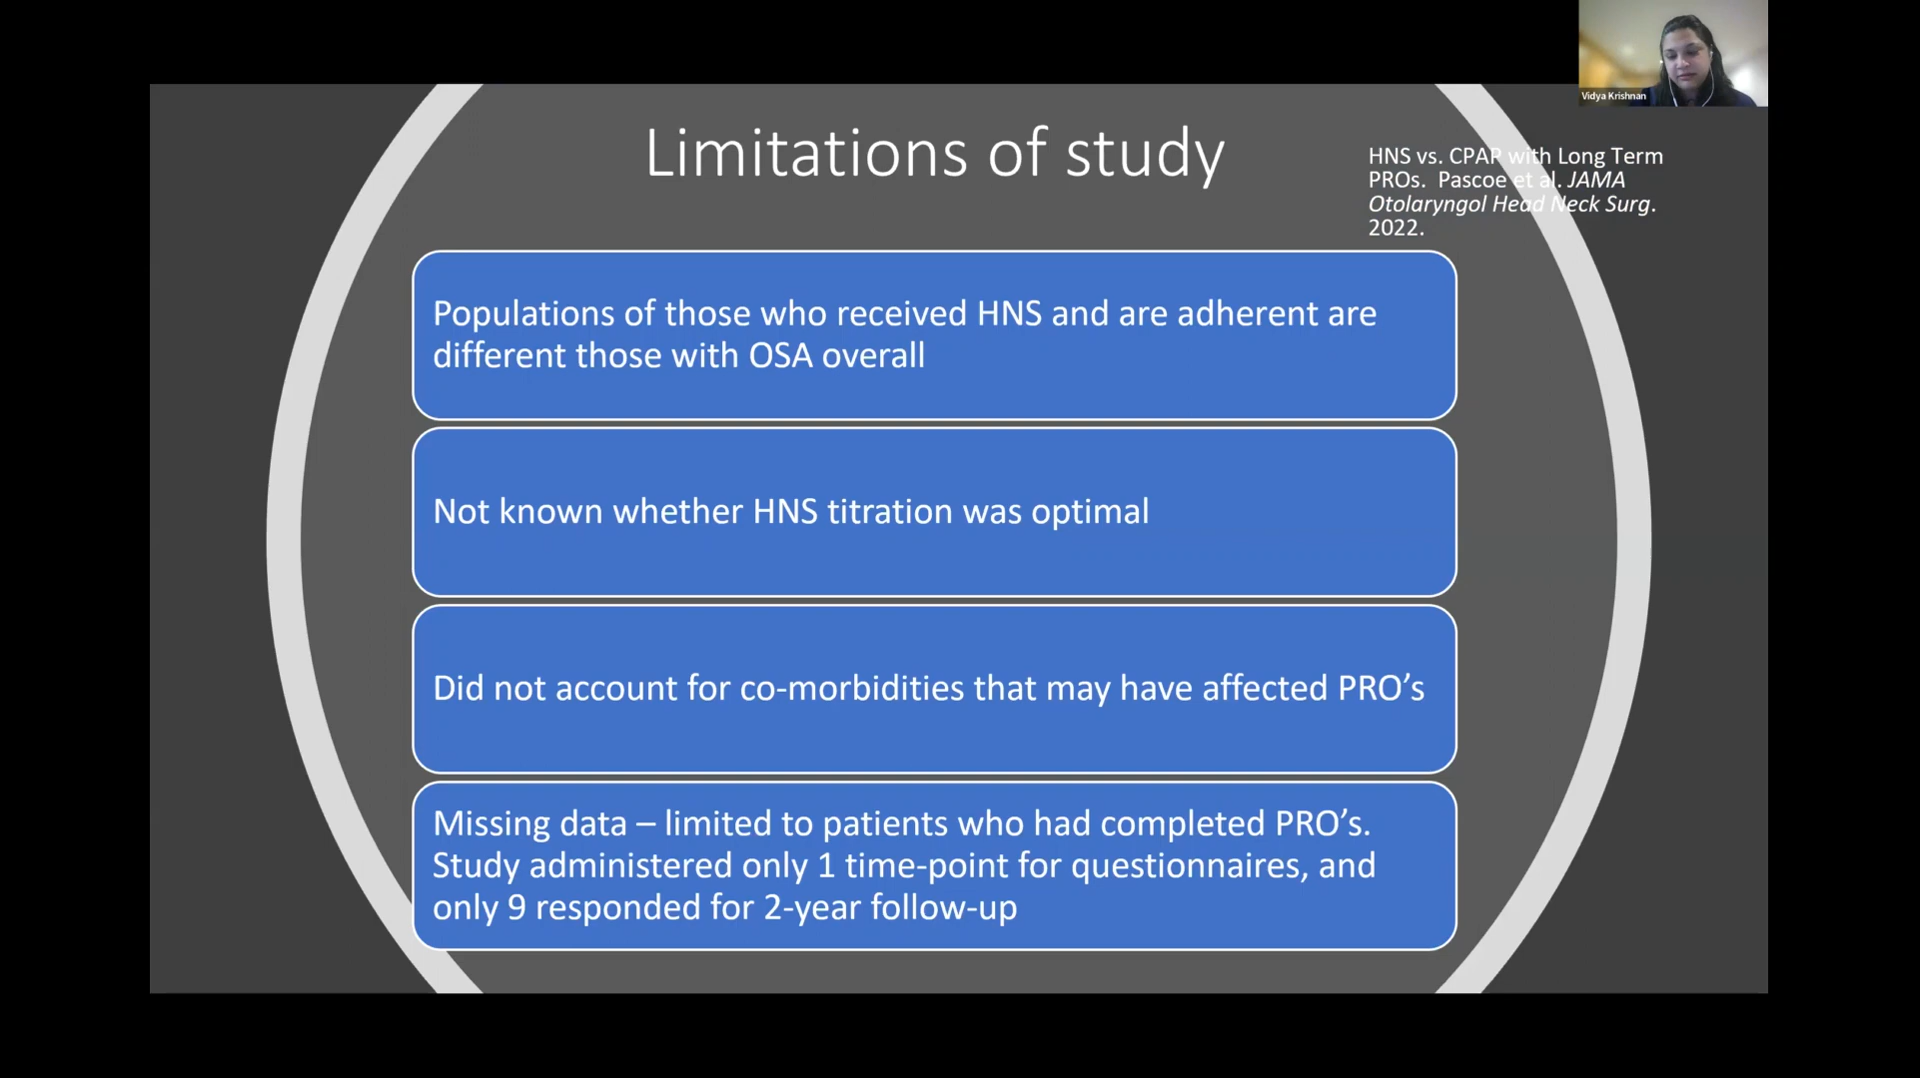 Vidya Krishnan
Limitations of study
HNS vs. CPAP with Long Term
PROs. Pascoe et al. JAMA
Otolaryngol Head Neck Surg.
2022.
Populations of those who received HNS and are adherent are
different those with OSA overall
Not known whether HNS titration was optimal
Did not account for co-morbidities that may have affected PRO’s
Missing data – limited to patients who had completed PRO’s.
Study administered only 1 time-point for questionnaires, and
only 9 responded for 2-year follow-up